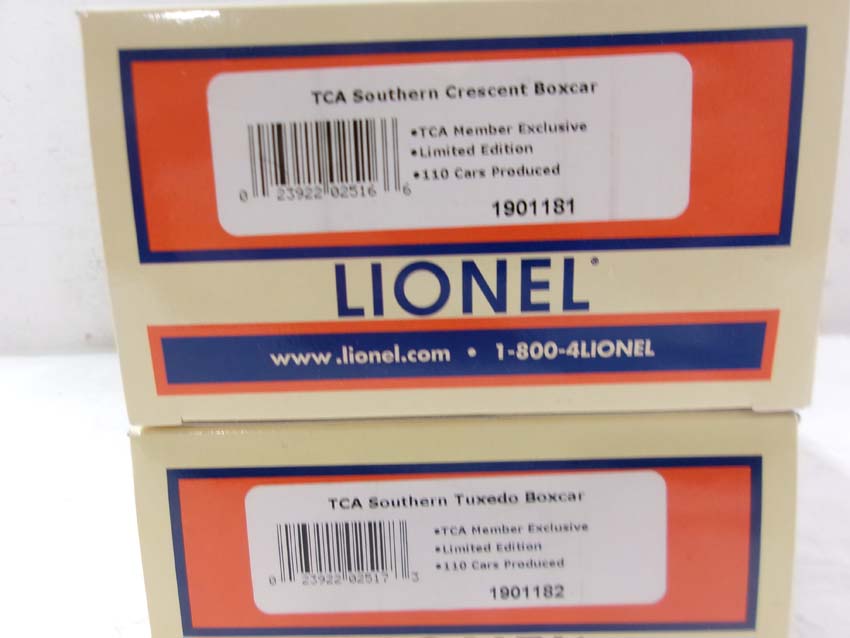 TCA Southern Crescent Boxcar
•TCA Member Exclusive
•Limited Edition
•110 Cars Produced
0 23922 02516 6
1901181
LIONEL®
www.lionel.com • 1-800-4LIONEL
TCA Southern Tuxedo Boxcar
•TCA Member Exclusive
•Limited Edition
•110 Cars Produced
0 23922 02517 3
1901182